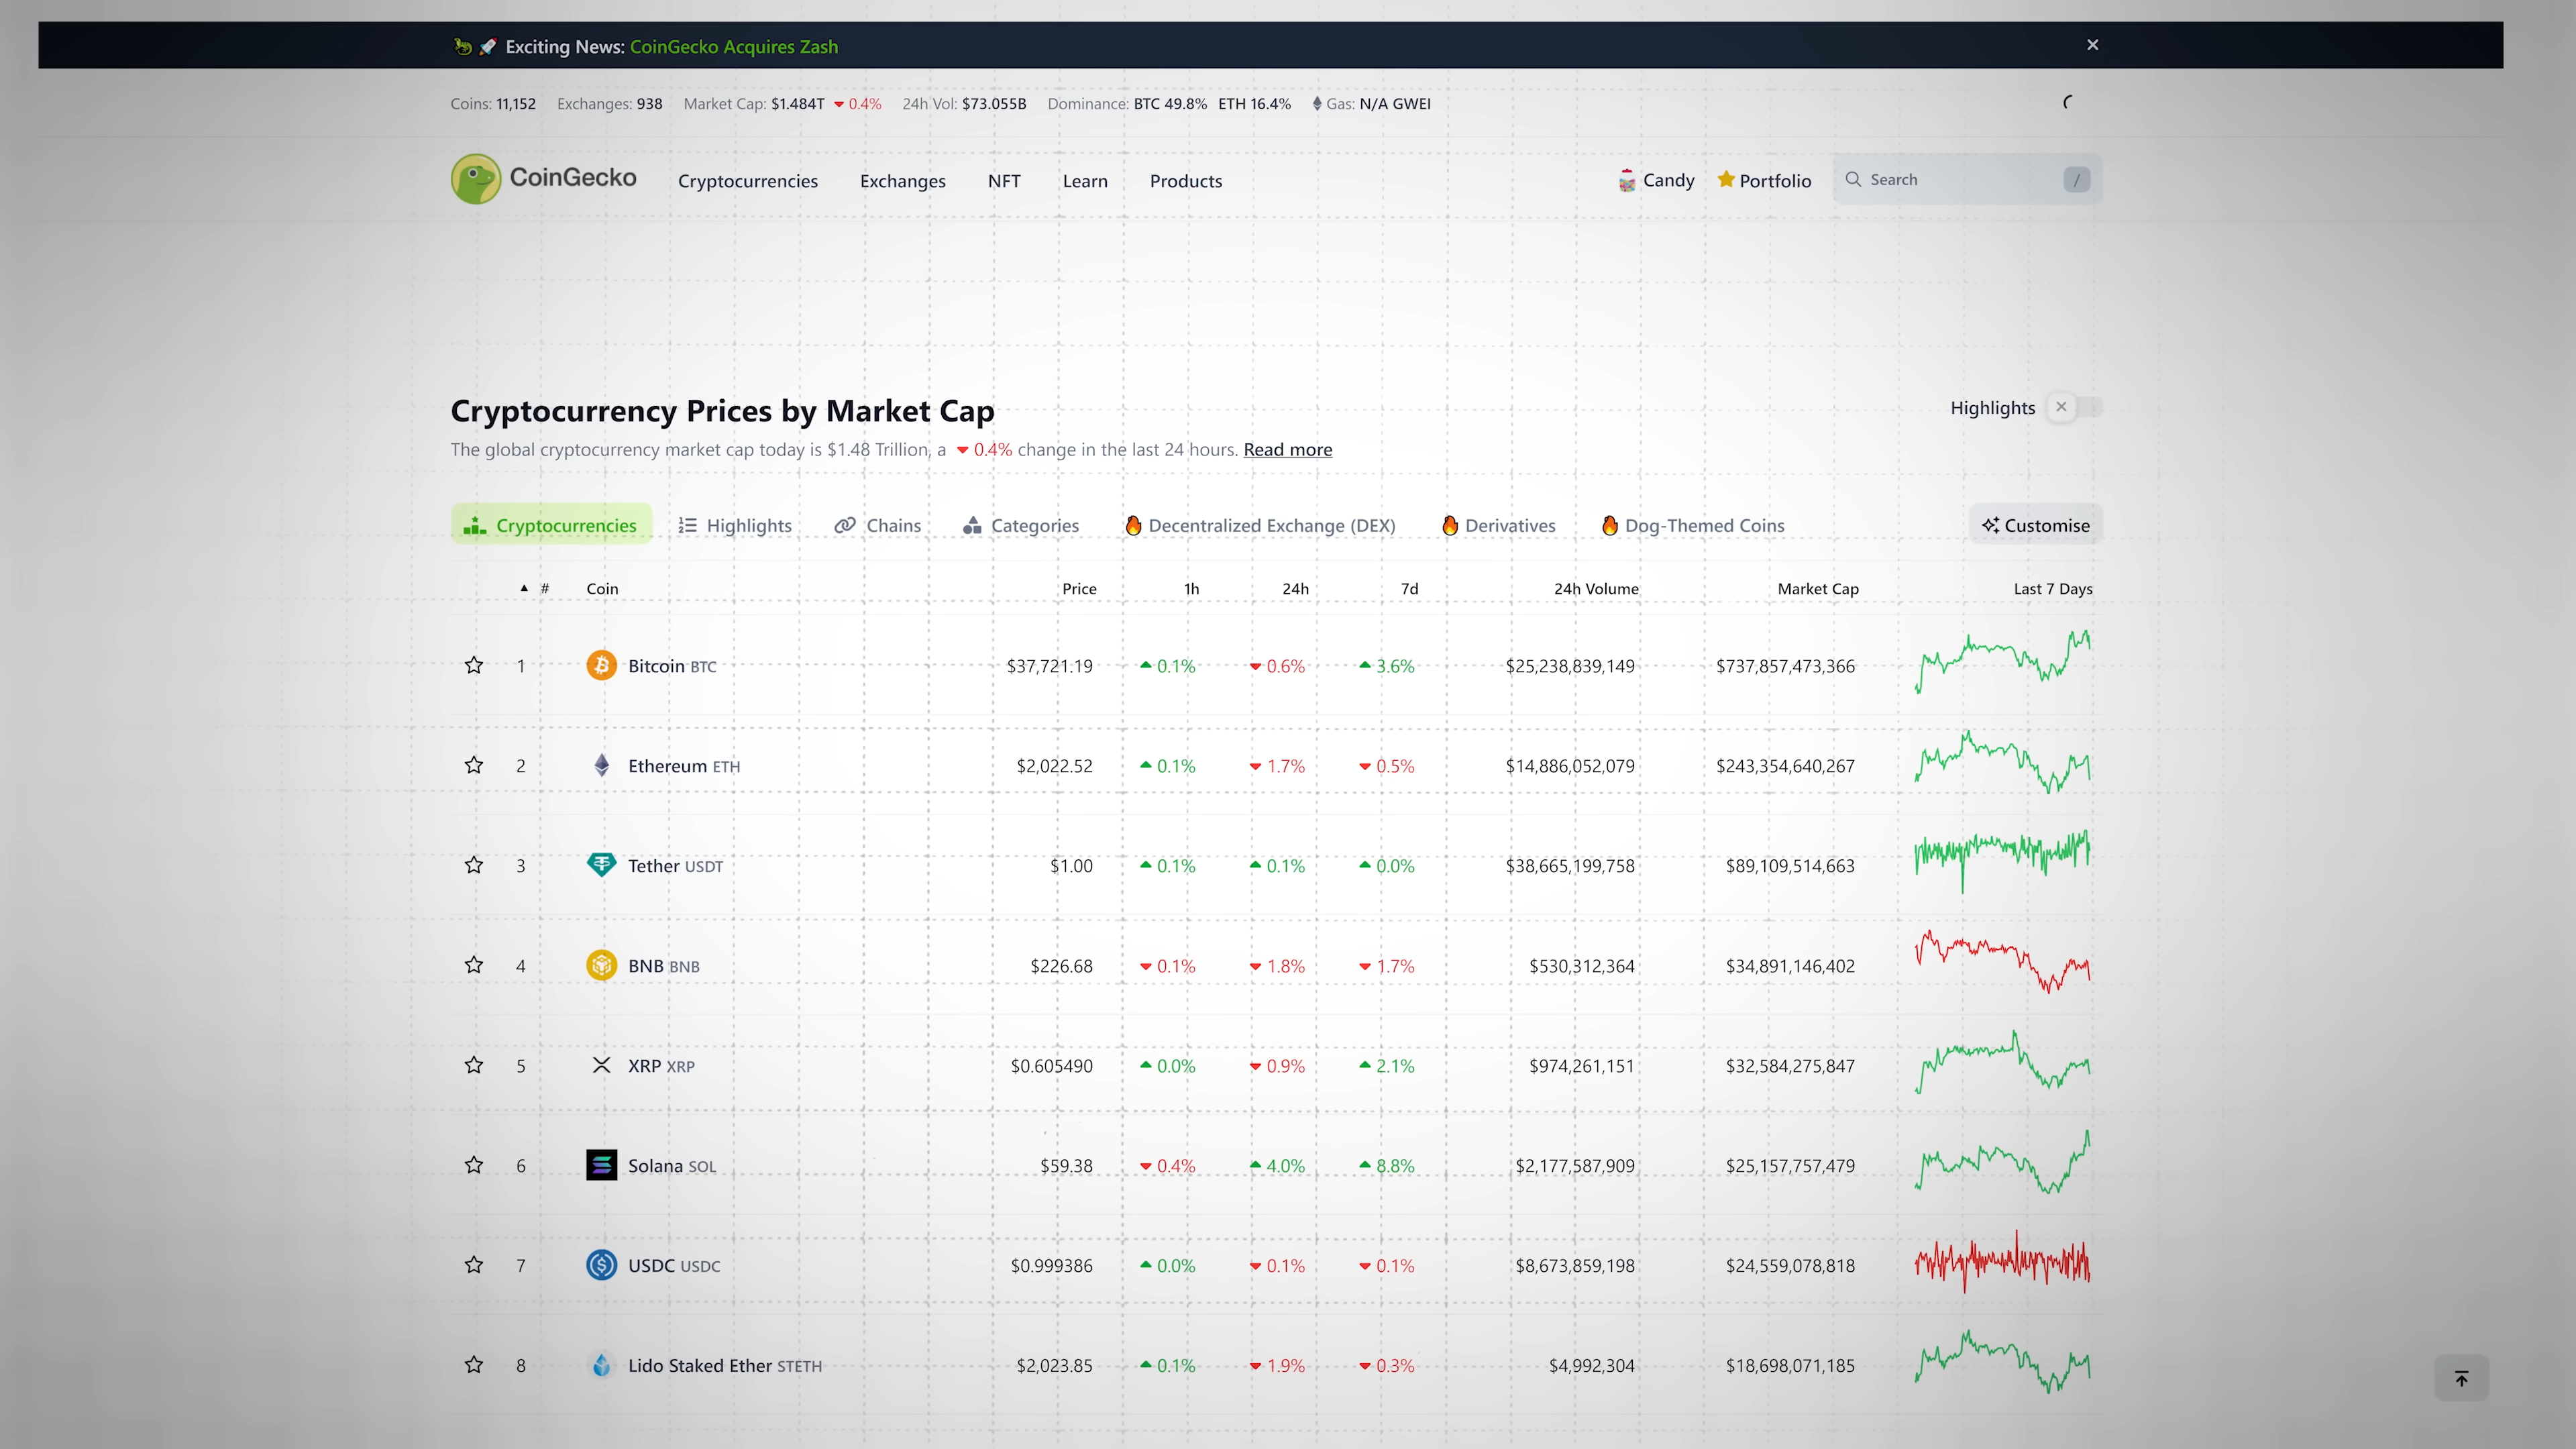 Exciting News: CoinGecko Acquires Zash
Coins: 11,152 Exchanges: 938 Market Cap: $1.484T 0.4% 24h Vol: $73.055B Dominance: BTC 49.8% ETH 16.4% Gas: N/A GWEI
CoinGecko Cryptocurrencies Exchanges NFT Learn Products Candy Portfolio Search /
Cryptocurrency Prices by Market Cap Highlights
The global cryptocurrency market cap today is $1.48 Trillion, a 0.4% change in the last 24 hours. Read more
Cryptocurrencies Highlights Chains Categories Decentralized Exchange (DEX) Derivatives Dog-Themed Coins Customise
# Coin Price 1h 24h 7d 24h Volume Market Cap Last 7 Days
1 Bitcoin BTC $37,721.19 0.1% 0.6% 3.6% $25,238,839,149 $737,857,473,366
2 Ethereum ETH $2,022.52 0.1% 1.7% 0.5% $14,886,052,079 $243,354,640,267
3 Tether USDT $1.00 0.1% 0.1% 0.0% $38,665,199,758 $89,109,514,663
4 BNB BNB $226.68 0.1% 1.8% 1.7% $530,312,364 $34,891,146,402
5 XRP XRP $0.605490 0.0% 0.9% 2.1% $974,261,151 $32,584,275,847
6 Solana SOL $59.38 0.4% 4.0% 8.8% $2,177,587,909 $25,157,757,479
7 USDC USDC $0.999386 0.0% 0.1% 0.1% $8,673,859,198 $24,559,078,818
8 Lido Staked Ether STETH $2,023.85 0.1% 1.9% 0.3% $4,992,304 $18,698,071,185